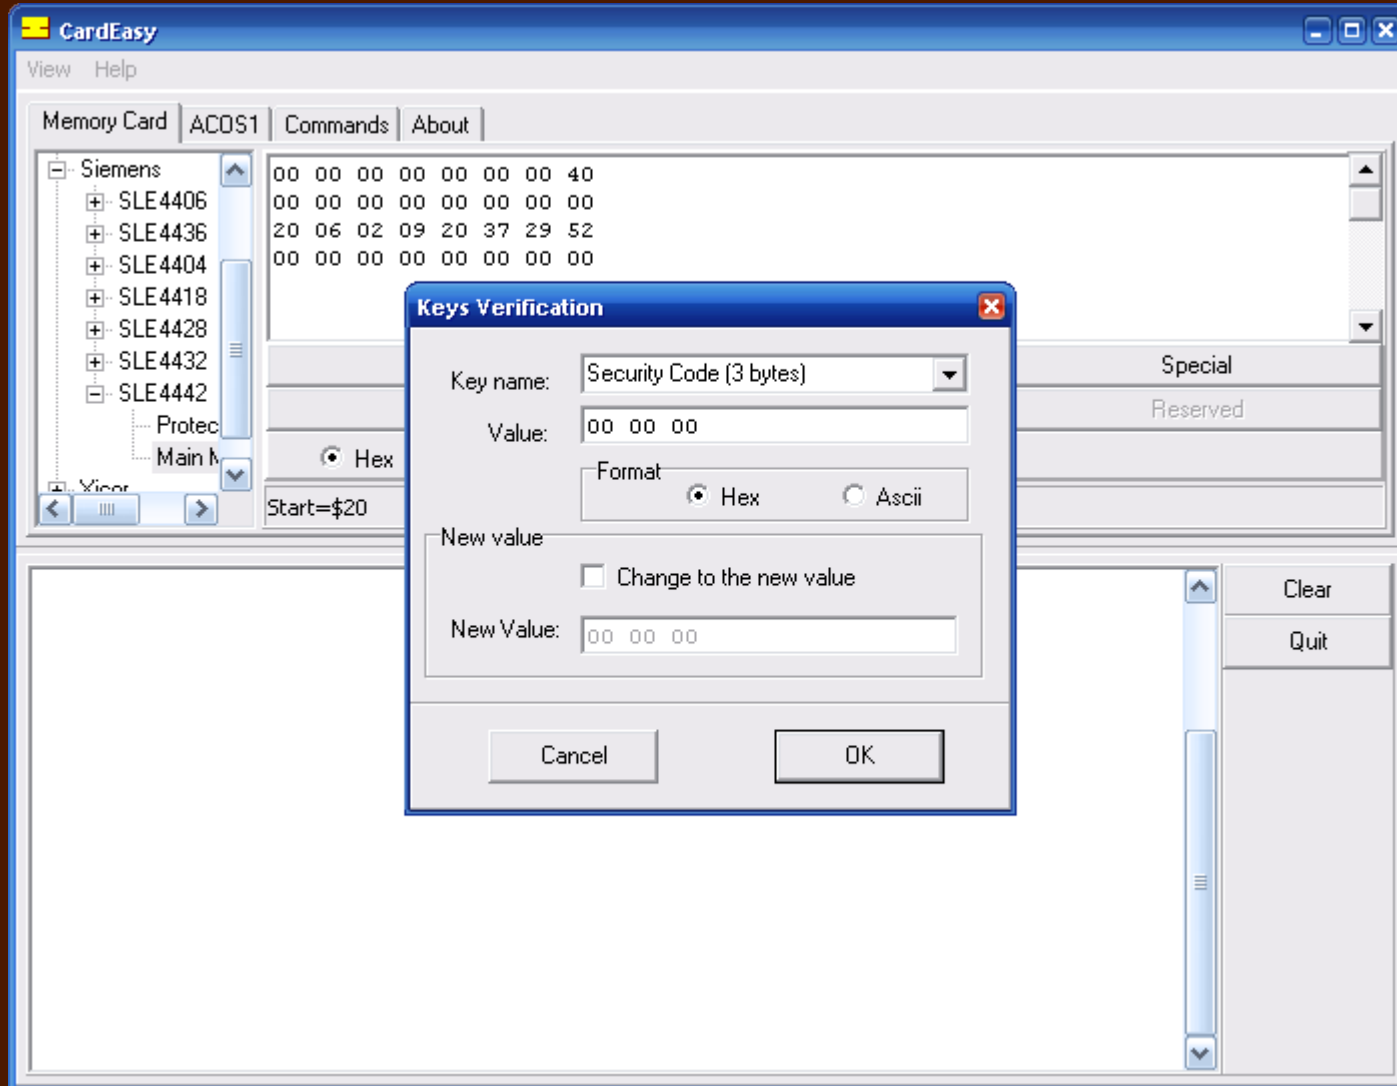 CardEasy
View Help
Memory Card ACOS1 Commands About
Siemens
SLE4406
SLE4436
SLE4404
SLE4418
SLE4428
SLE4432
SLE4442
Protec
Main M
00 00 00 00 00 00 00 40
00 00 00 00 00 00 00 00
20 06 02 09 20 37 29 52
00 00 00 00 00 00 00 00
Special
Reserved
Hex
Start=$20
Keys Verification
Key name: Security Code (3 bytes)
Value: 00 00 00
Format
Hex Ascii
New value
Change to the new value
New Value: 00 00 00
Cancel OK
Clear
Quit